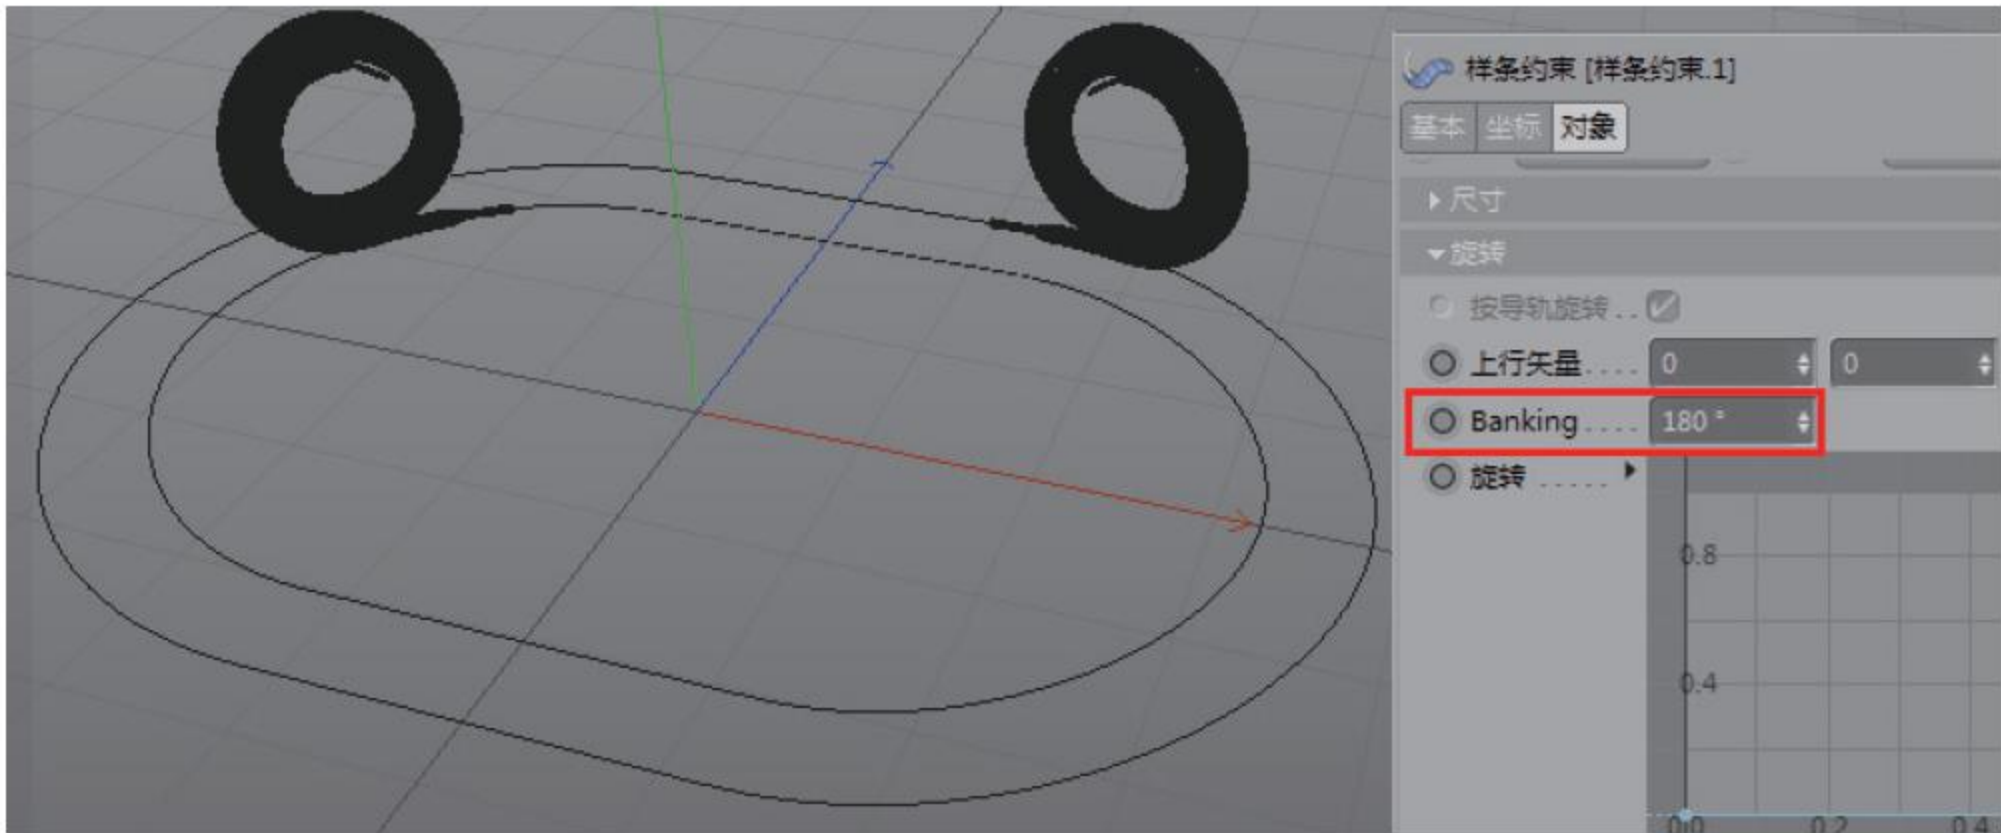 样条约束 [样条约束.1]
基本 坐标 对象
尺寸
旋转
按导轨旋转 . .
上行矢量 . . . . 0 0
Banking . . . . 180 °
旋转 . . . . .
0.8
0.4
0.0 0.2 0.4